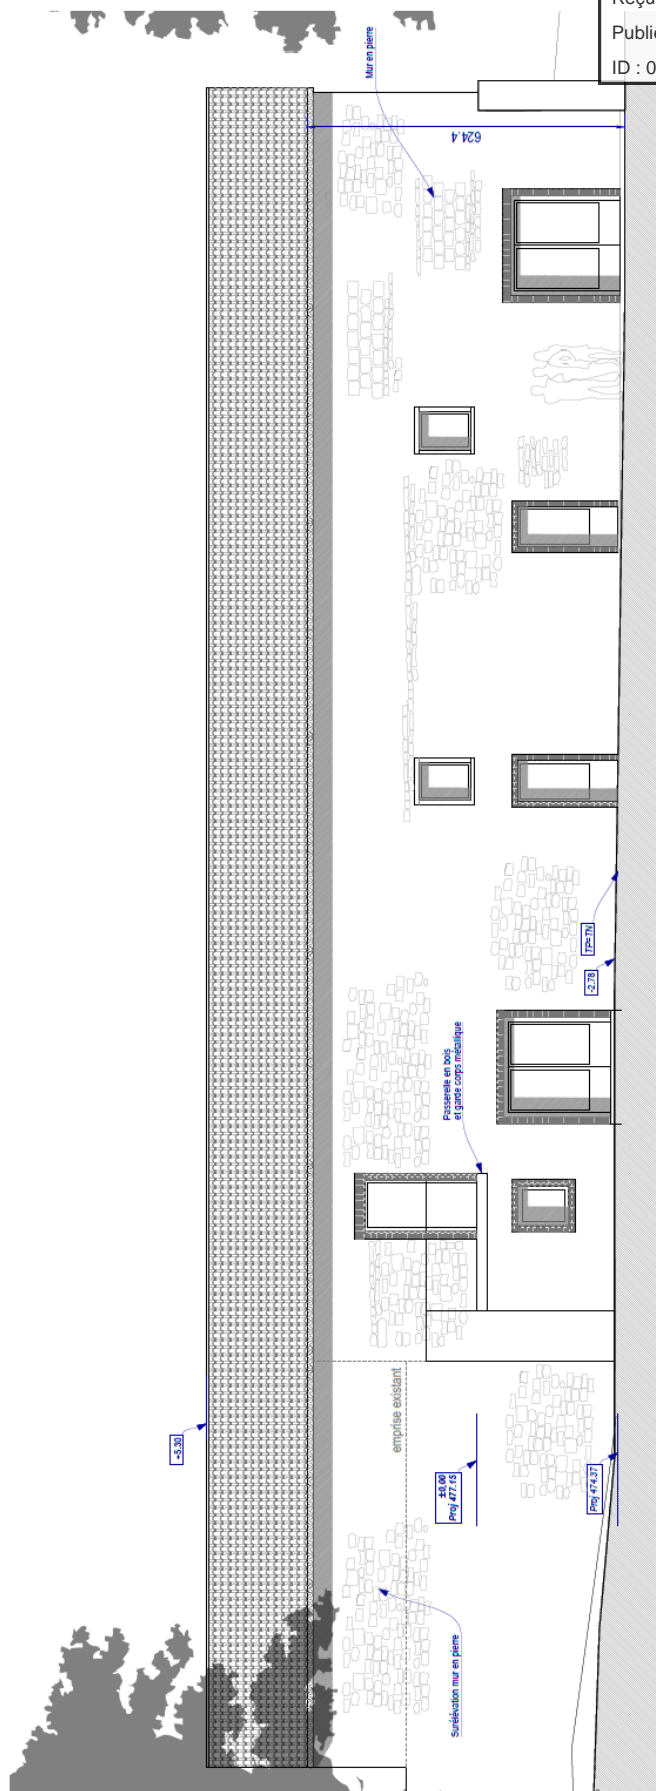 Reçu
Publié
ID : 0
Mur en pierre
624.4
TP=TN
-2.78
Passerelle en bois
et garde corps métallique
emprise existant
+5.30
±0,00
Proj 477.15
Proj 474.37
Surélévation mur en pierre